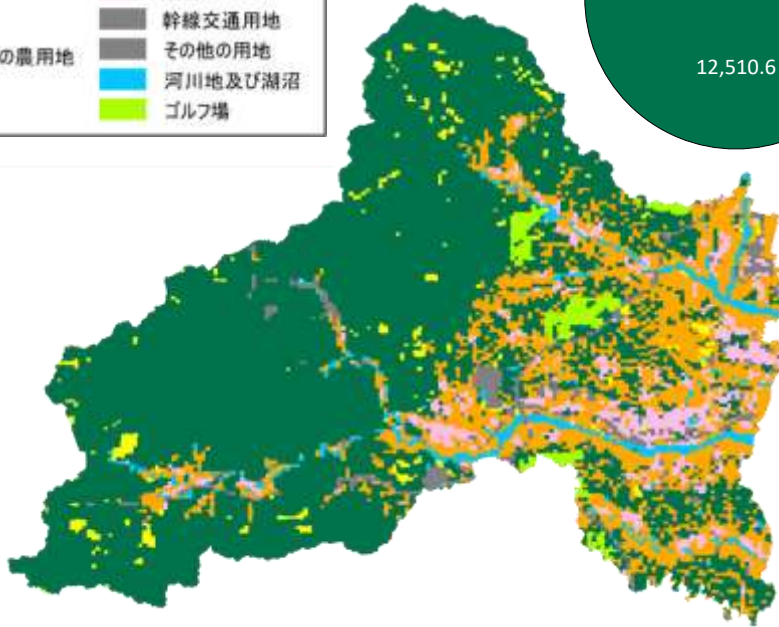 幹線交通用地
の農用地
その他の用地
河川地及び湖沼
ゴルフ場
12,510.6